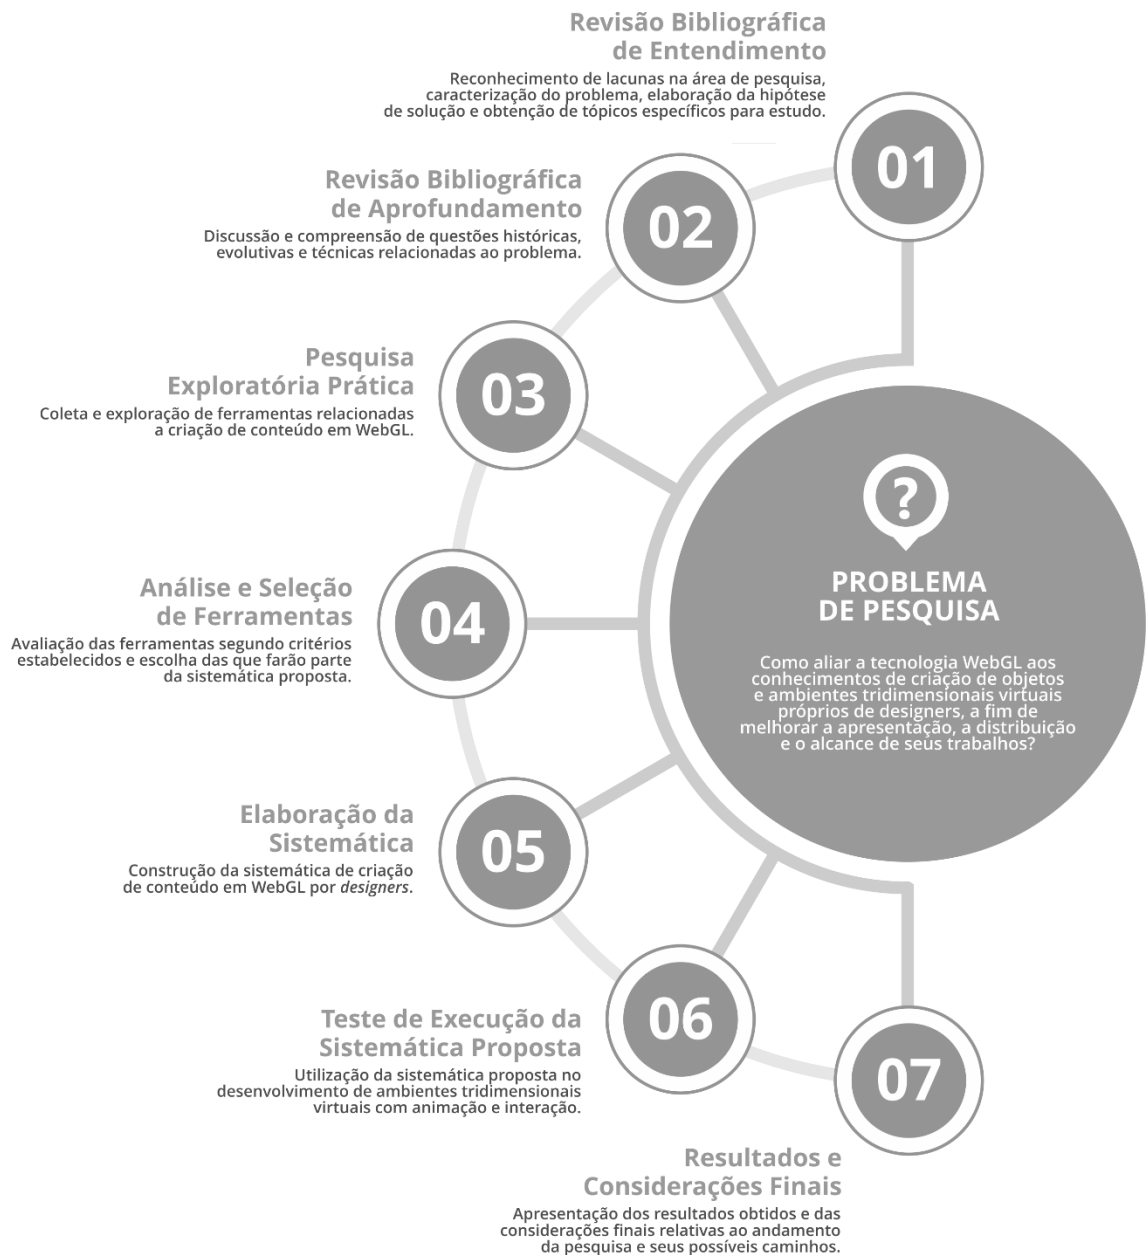 Revisão Bibliográfica
de Entendimento
Reconhecimento de lacunas na área de pesquisa,
caracterização do problema, elaboração da hipótese
de solução e obtenção de tópicos específicos para estudo.
01
Revisão Bibliográfica
de Aprofundamento
Discussão e compreensão de questões históricas,
evolutivas e técnicas relacionadas ao problema.
02
Pesquisa
Exploratória Prática
Coleta e exploração de ferramentas relacionadas
a criação de conteúdo em WebGL.
03
Análise e Seleção
de Ferramentas
Avaliação das ferramentas segundo critérios
estabelecidos e escolha das que farão parte
da sistemática proposta.
04
?
PROBLEMA
DE PESQUISA
Como aliar a tecnologia WebGL aos
conhecimentos de criação de objetos
e ambientes tridimensionais virtuais
próprios de designers, a fim de
melhorar a apresentação, a distribuição
e o alcance de seus trabalhos?
Elaboração da
Sistemática
Construção da sistemática de criação
de conteúdo em WebGL por designers.
05
Teste de Execução da
Sistemática Proposta
Utilização da sistemática proposta no
desenvolvimento de ambientes tridimensionais
virtuais com animação e interação.
06
07
Resultados e
Considerações Finais
Apresentação dos resultados obtidos e das
considerações finais relativas ao andamento
da pesquisa e seus possíveis caminhos.